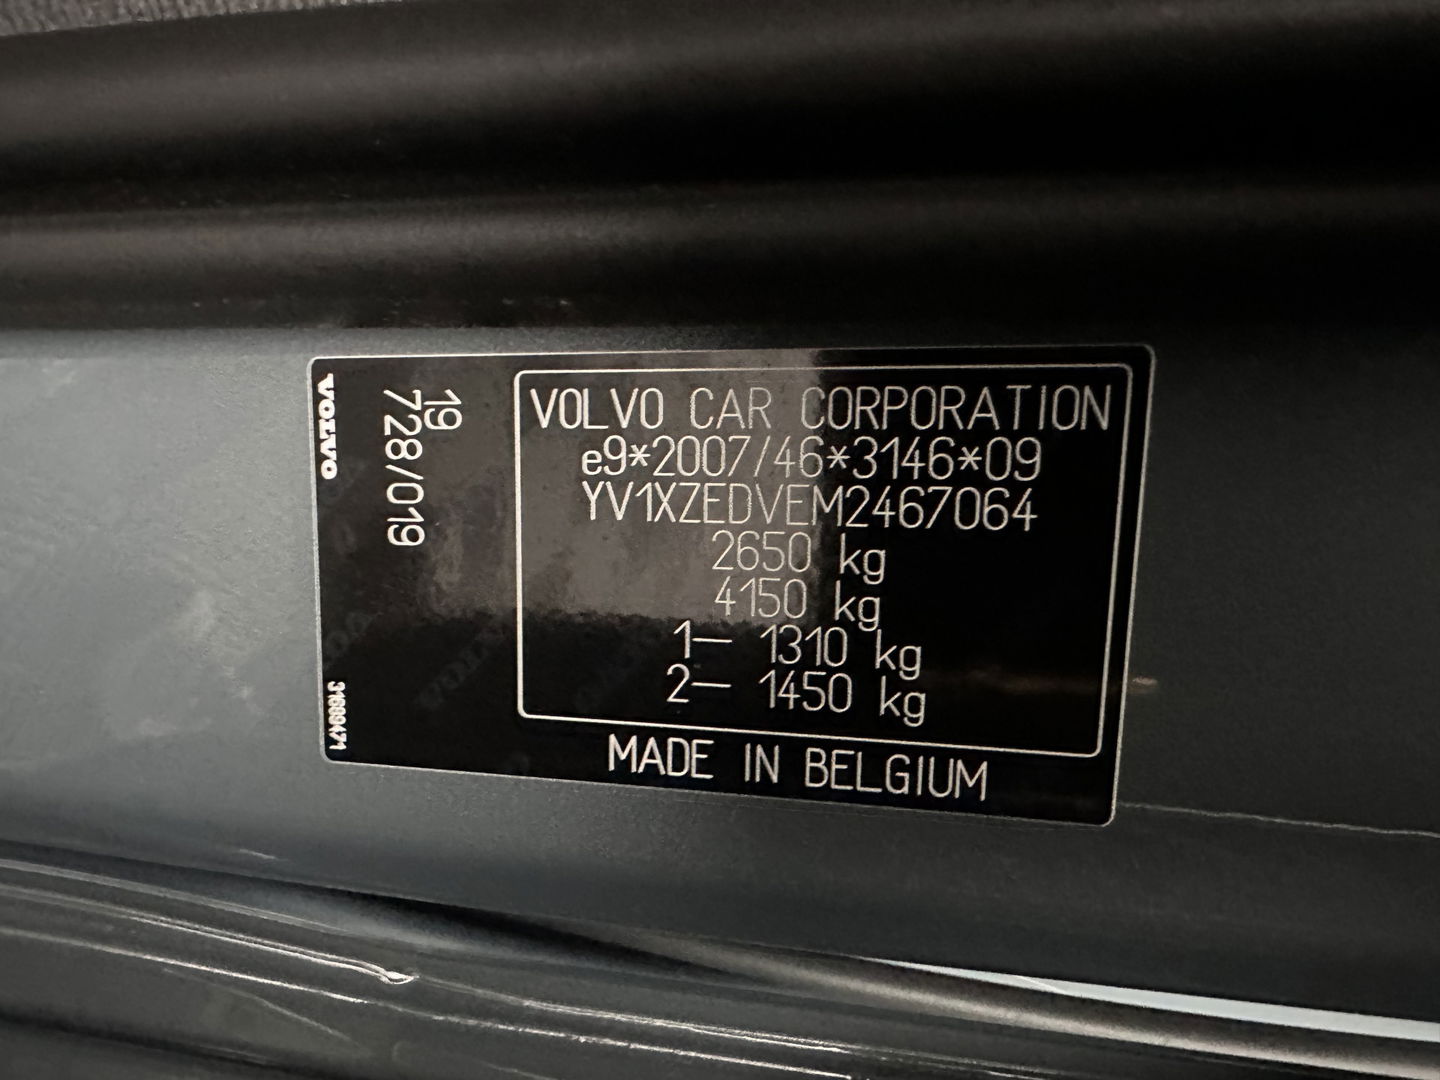 VOLVO
19
728/019
31689471
VOLVO CAR CORPORATION
e9*2007/46*3146*09
YV1XZEDVEM2467064
2650 kg
4150 kg
1— 1310 kg
2— 1450 kg
MADE IN BELGIUM